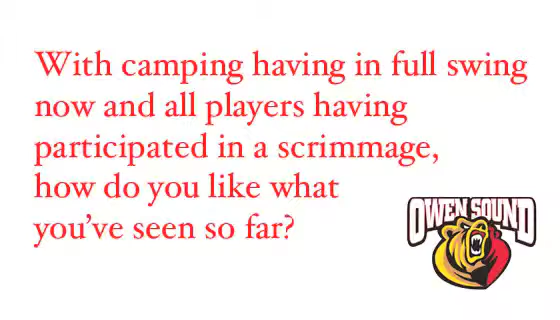 With camping having in full swing
now and all players having
participated in a scrimmage,
how do you like what
you've seen so far?
OWEN SOUND